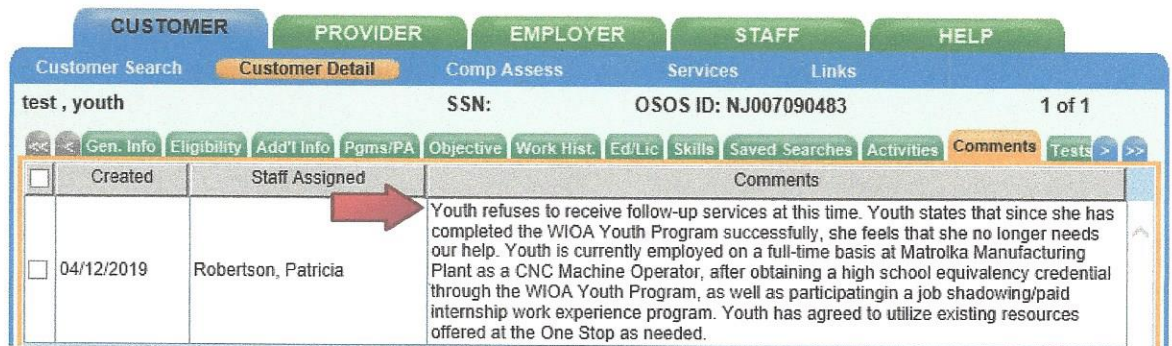 CUSTOMER PROVIDER EMPLOYER STAFF HELP
Customer Search Customer Detail Comp Assess Services Links
test , youth SSN: OSOS ID: NJ007090483 1 of 1
<< < Gen. Info Eligibility Add'l Info Pgms/PA Objective Work Hist. Ed/Lic Skills Saved Searches Activities Comments Tests > >>
Created Staff Assigned Comments
04/12/2019 Robertson, Patricia
Youth refuses to receive follow-up services at this time. Youth states that since she has
completed the WIOA Youth Program successfully, she feels that she no longer needs
our help. Youth is currently employed on a full-time basis at Matrolka Manufacturing
Plant as a CNC Machine Operator, after obtaining a high school equivalency credential
through the WIOA Youth Program, as well as participatingin a job shadowing/paid
internship work experience program. Youth has agreed to utilize existing resources
offered at the One Stop as needed.